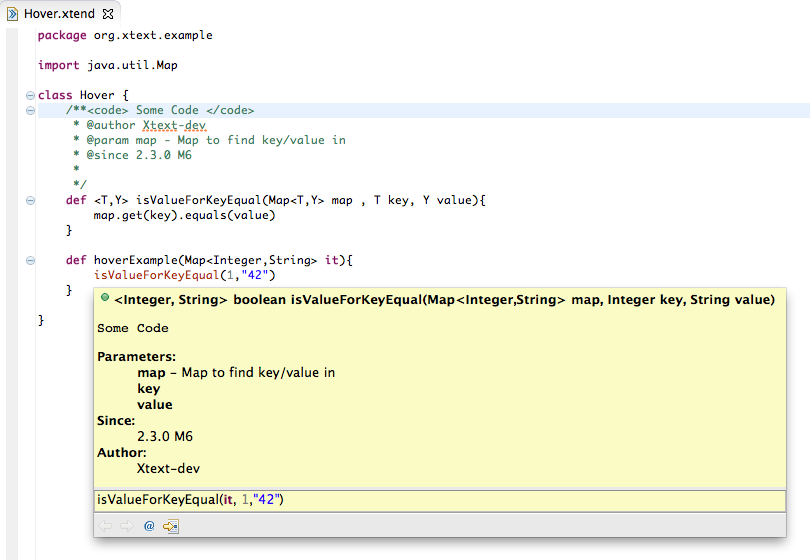 Hover.xtend
package org.xtext.example
import java.util.Map
class Hover {
/**<code> Some Code </code>
* @author Xtext-dev
* @param map - Map to find key/value in
* @since 2.3.0 M6
*
*/
def <T,Y> isValueForKeyEqual(Map<T,Y> map , T key, Y value){
map.get(key).equals(value)
}
def hoverExample(Map<Integer,String> it){
isValueForKeyEqual(1,"42")
}
<Integer, String> boolean isValueForKeyEqual(Map<Integer,String> map, Integer key, String value)
}
Some Code
Parameters:
map - Map to find key/value in
key
value
Since:
2.3.0 M6
Author:
Xtext-dev
isValueForKeyEqual(it, 1,"42")
@